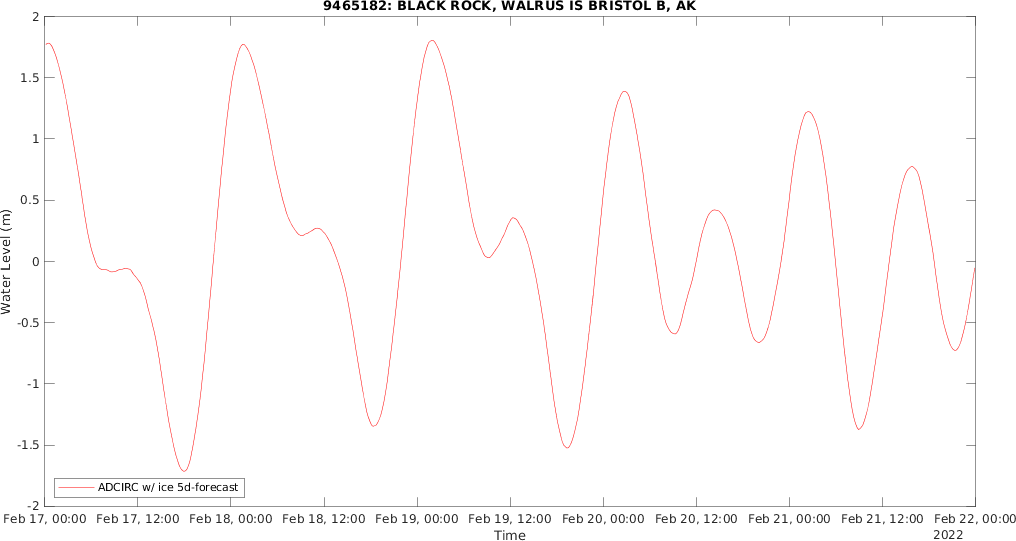 9465182: BLACK ROCK, WALRUS IS BRISTOL B, AK
2
1.5
1
0.5
0
-0.5
-1
-1.5
-2
Water Level (m)
ADCIRC w/ ice 5d-forecast
Feb 17, 00:00 Feb 17, 12:00 Feb 18, 00:00 Feb 18, 12:00 Feb 19, 00:00 Feb 19, 12:00 Feb 20, 00:00 Feb 20, 12:00 Feb 21, 00:00 Feb 21, 12:00 Feb 22, 00:00
Time
2022